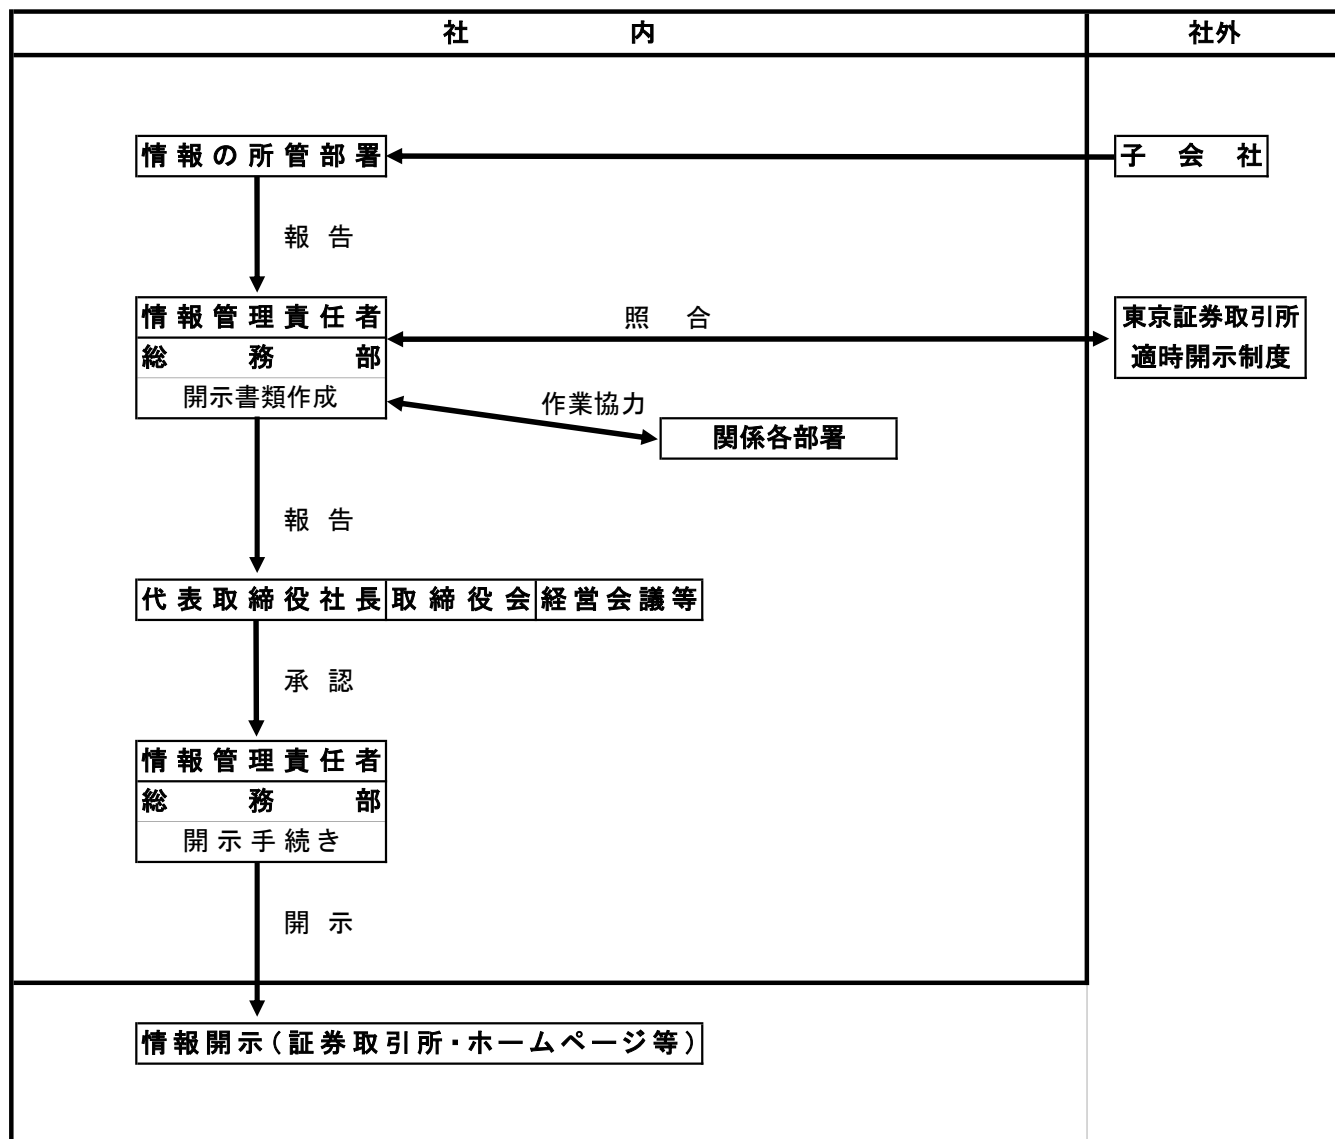 社内
社外
情報の所管部署
子会社
報告
情報管理責任者
照合
東京証券取引所
総務部
適時開示制度
開示書類作成
作業協力
関係各部署
報告
代表取締役社長
取締役会
経営会議等
承認
情報管理責任者
総務部
開示手続き
開示
情報開示(証券取引所・ホームページ等)